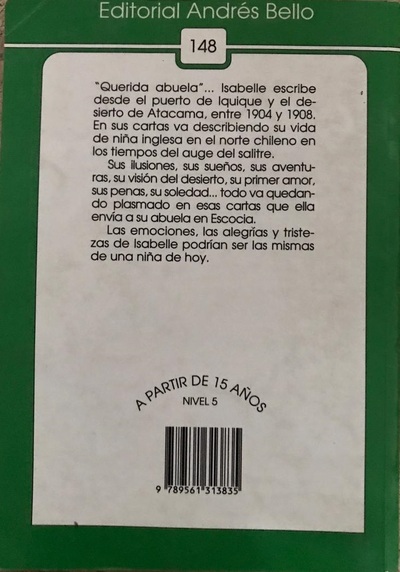 Editorial Andrés Bello
148
"Querida abuela"... Isabelle escribe
desde el puerto de Iquique y el de-
sierto de Atacama, entre 1904 y 1908.
En sus cartas va describiendo su vida
de niña inglesa en el norte chileno en
los tiempos del auge del salitre.
Sus ilusiones, sus sueños, sus aventu-
ras, su visión del desierto, su primer amor,
sus penas, su soledad... todo va quedan-
do plasmado en esas cartas que ella
envía a su abuela en Escocia.
Las emociones, las alegrías y triste-
zas de Isabelle podrían ser las mismas
de una niña de hoy.
A PARTIR DE 15 AÑOS
NIVEL 5
9 789561 313835